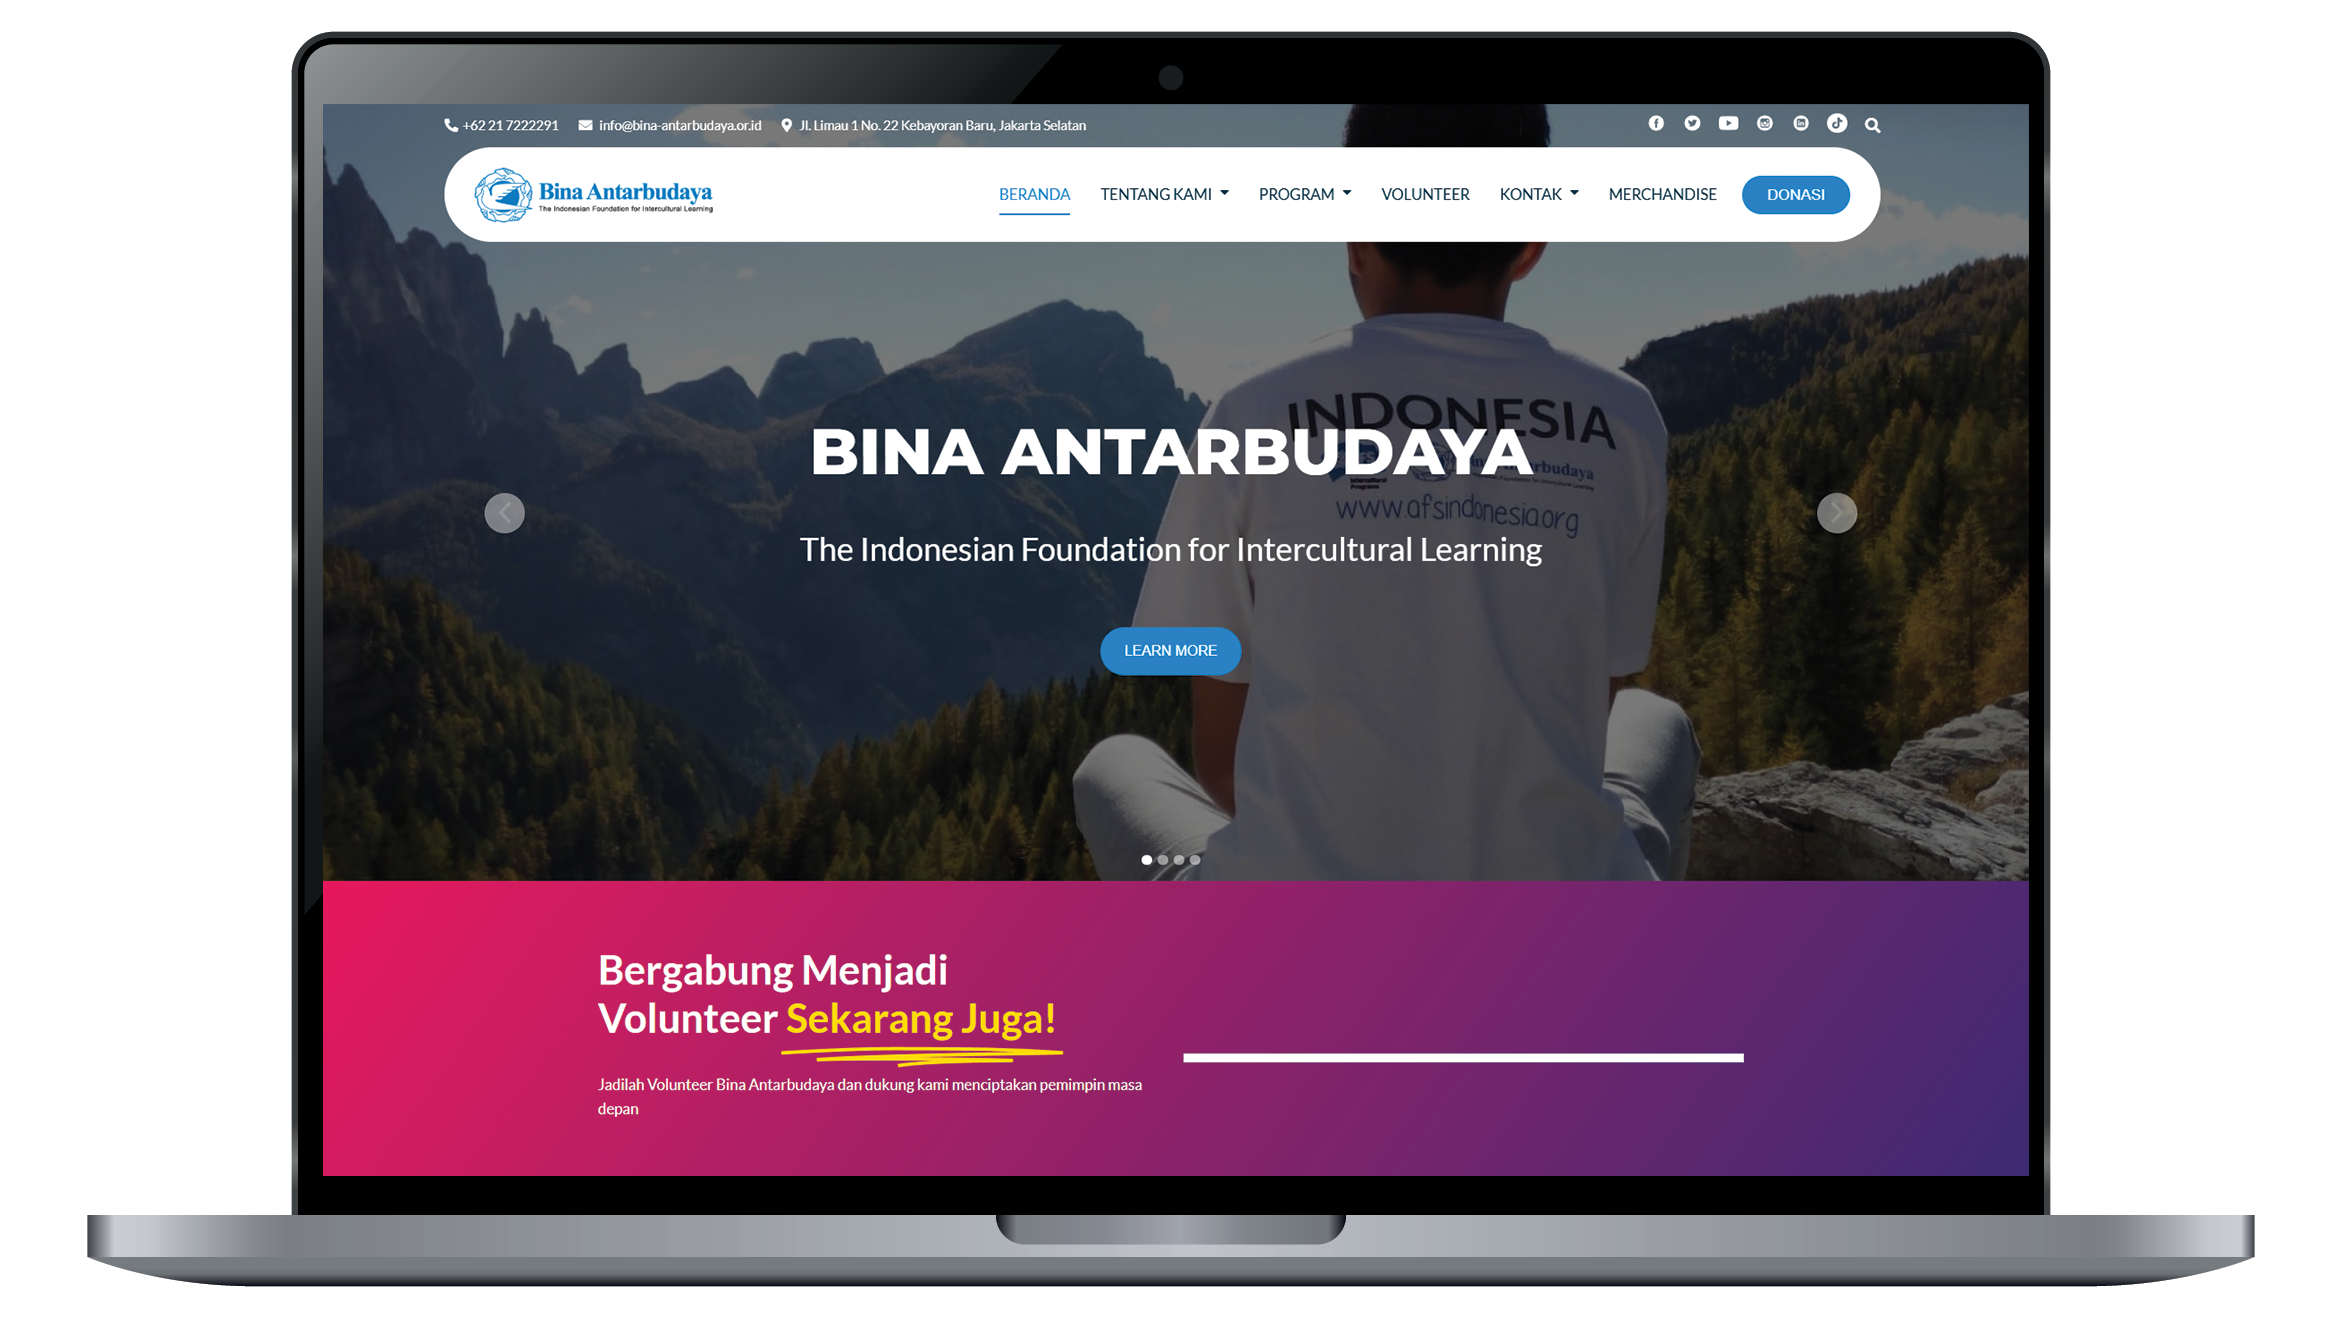 +62 21 7222291 info@bina-antarbudaya.or.id Jl. Limau 1 No. 22 Kebayoran Baru, Jakarta Selatan
Bina Antarbudaya
The Indonesian Foundation for Intercultural Learning
BERANDA TENTANG KAMI PROGRAM VOLUNTEER KONTAK MERCHANDISE DONASI
INDONESIA
BINA ANTARBUDAYA
www.afsindonesia.org
The Indonesian Foundation for Intercultural Learning
LEARN MORE
Bergabung Menjadi
Volunteer Sekarang Juga!
Jadilah Volunteer Bina Antarbudaya dan dukung kami menciptakan pemimpin masa
depan